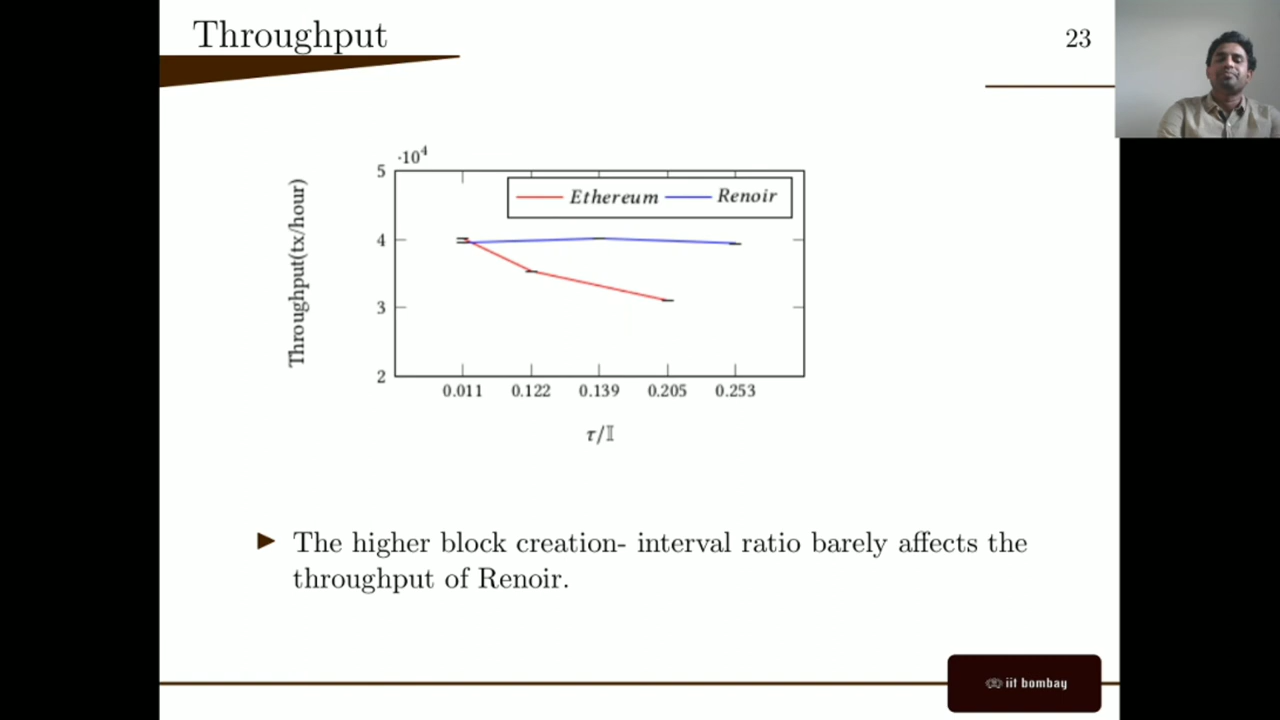 Throughput
23
·10⁴
5
4
3
2
Throughput(tx/hour)
Ethereum Renoir
0.011 0.122 0.139 0.205 0.253
τ/𝕀
▶ The higher block creation- interval ratio barely affects the
throughput of Renoir.
iit bombay